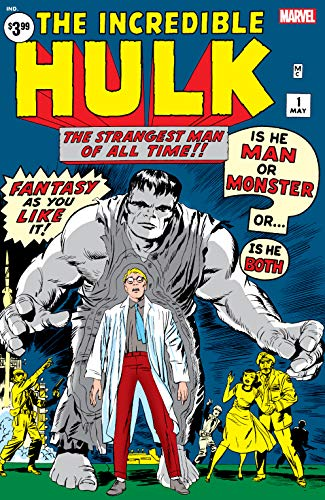 IND.
$3.99
THE INCREDIBLE
MARVEL
HULK
M
C
1
MAY
THE STRANGEST MAN
OF ALL TIME!!
IS HE
MAN
OR
MONSTER
OR...
IS HE
BOTH
FANTASY
AS YOU
LIKE
IT!